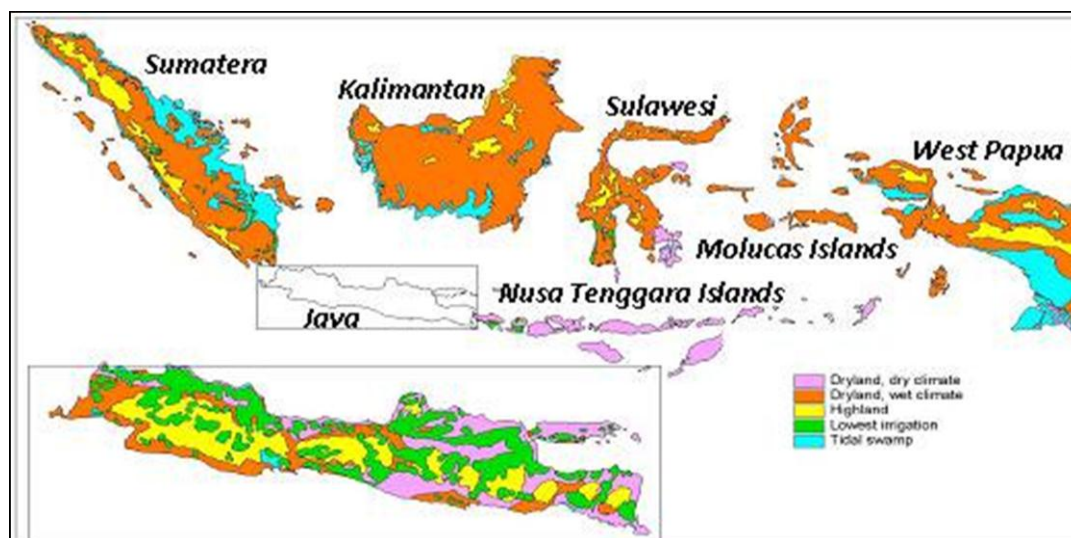 Sumatera
Kalimantan
Sulawesi
West Papua
Molucas Islands
Nusa Tenggara Islands
Java
Dryland, dry climate
Dryland, wet climate
Highland
Lowest irrigation
Tidal swamp